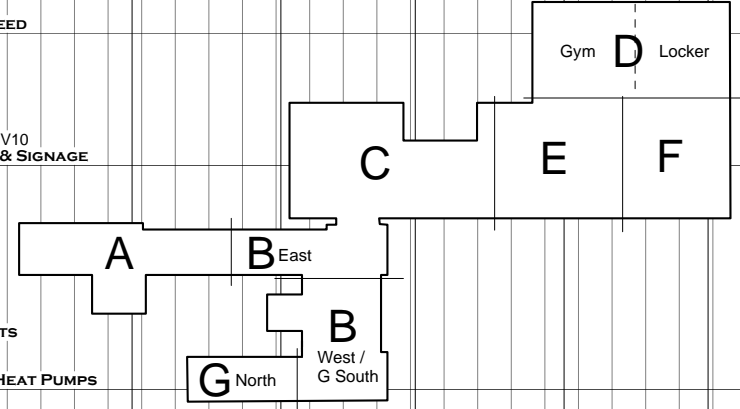 EED
V10
& SIGNAGE
TS
HEAT PUMPS
Gym D Locker
C
E
F
A
B East
B
West /
G South
G North